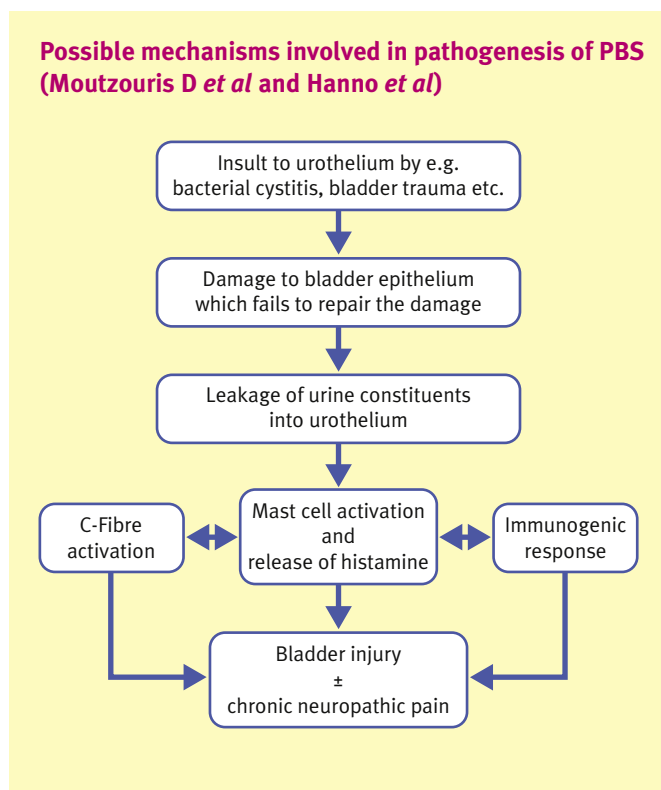 Possible mechanisms involved in pathogenesis of PBS
(Moutzouris D et al and Hanno et al)
Insult to urothelium by e.g.
bacterial cystitis, bladder trauma etc.
Damage to bladder epithelium
which fails to repair the damage
Leakage of urine constituents
into urothelium
C-Fibre
activation
Mast cell activation
and
release of histamine
Immunogenic
response
Bladder injury
±
chronic neuropathic pain